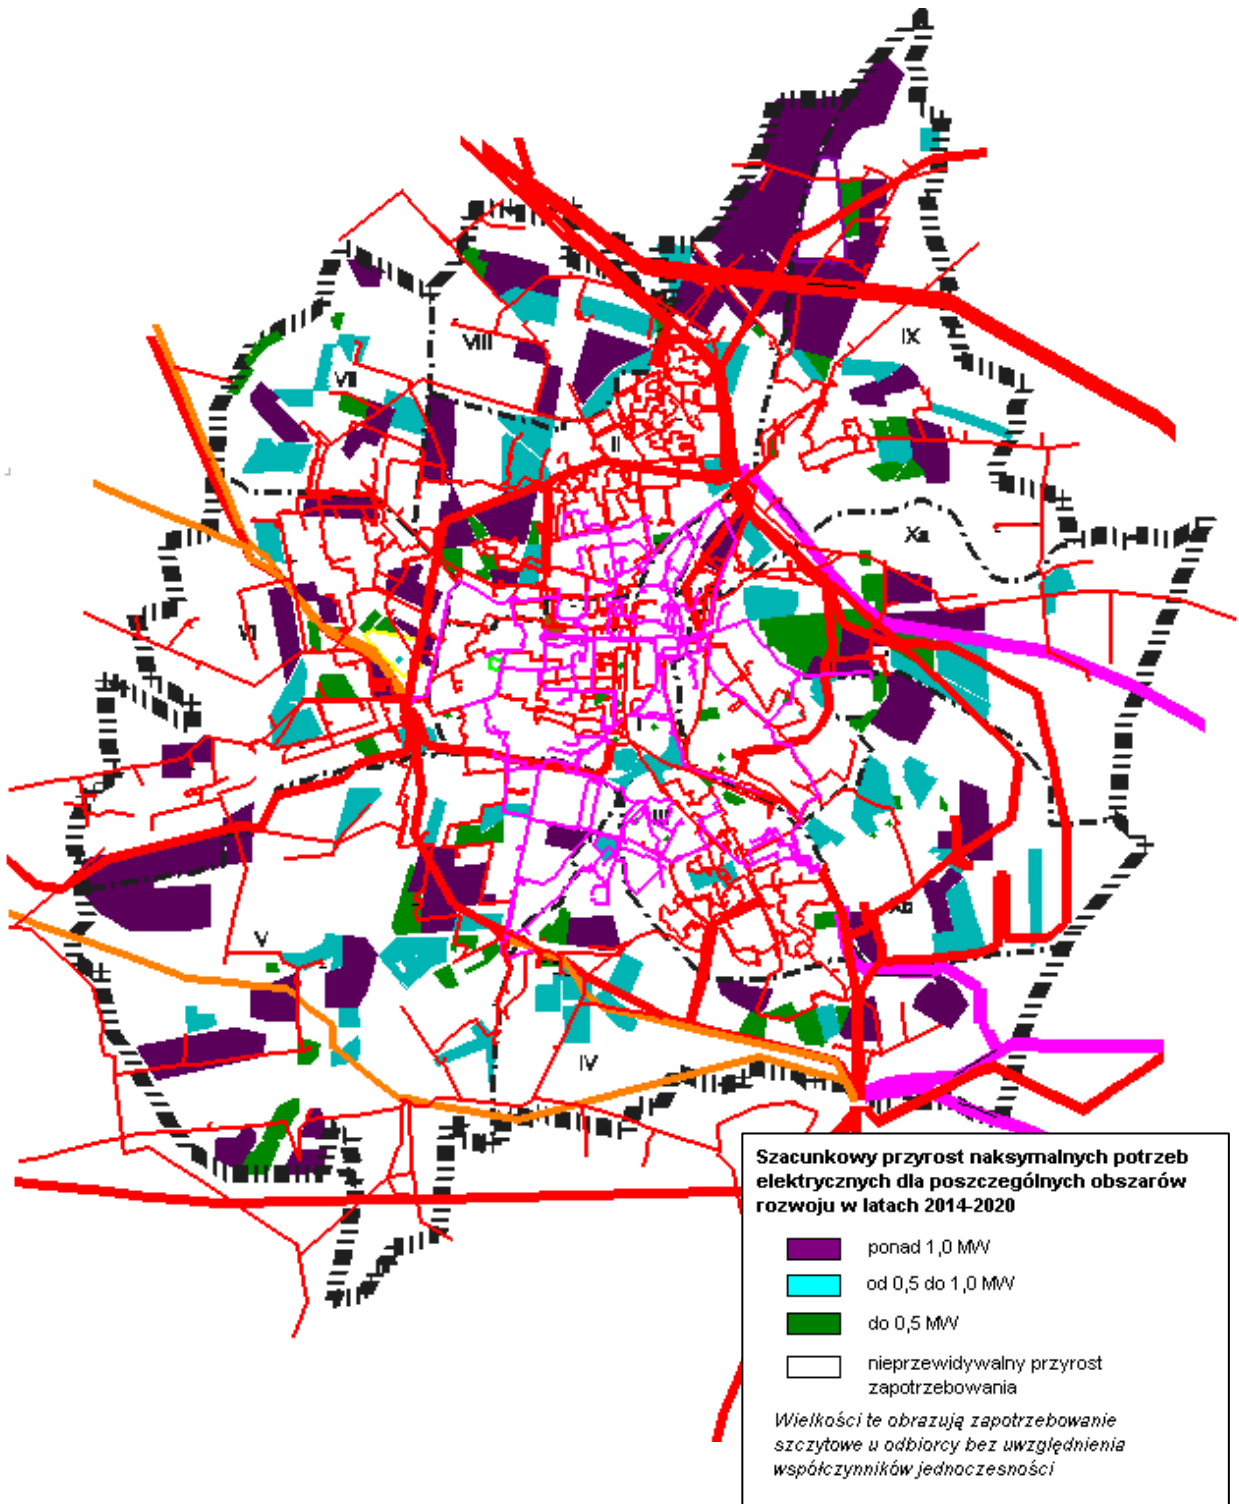 IX
VIII
VII
II
Xa
VI
I
III
Xb
V
IV
Szacunkowy przyrost naksymalnych potrzeb
elektrycznych dla poszczególnych obszarów
rozwoju w latach 2014-2020
ponad 1,0 MW
od 0,5 do 1,0 MW
do 0,5 MW
nieprzewidywalny przyrost
zapotrzebowania
Wielkości te obrazują zapotrzebowanie
szczytowe u odbiorcy bez uwzględnienia
współczynników jednoczesności